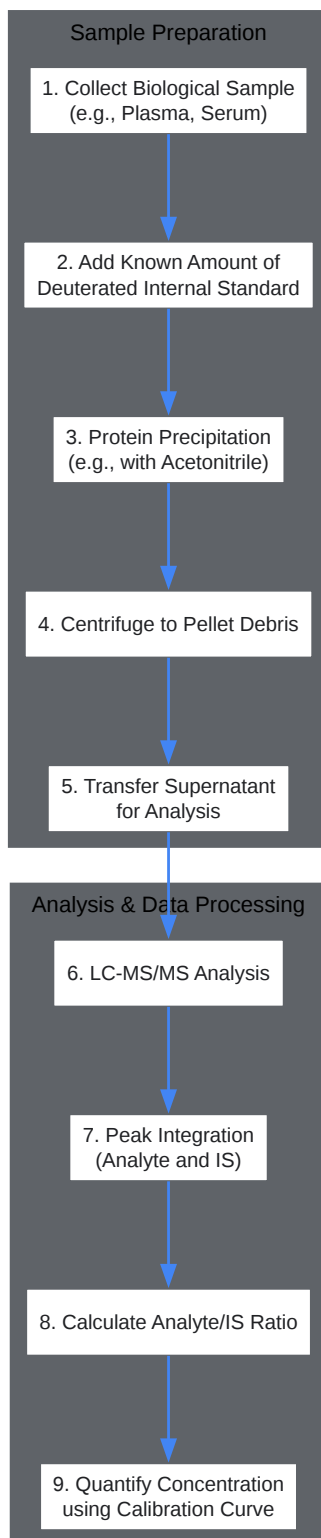 Sample Preparation
1. Collect Biological Sample
(e.g., Plasma, Serum)
2. Add Known Amount of
Deuterated Internal Standard
3. Protein Precipitation
(e.g., with Acetonitrile)
4. Centrifuge to Pellet Debris
5. Transfer Supernatant
for Analysis
Analysis & Data Processing
6. LC-MS/MS Analysis
7. Peak Integration
(Analyte and IS)
8. Calculate Analyte/IS Ratio
9. Quantify Concentration
using Calibration Curve